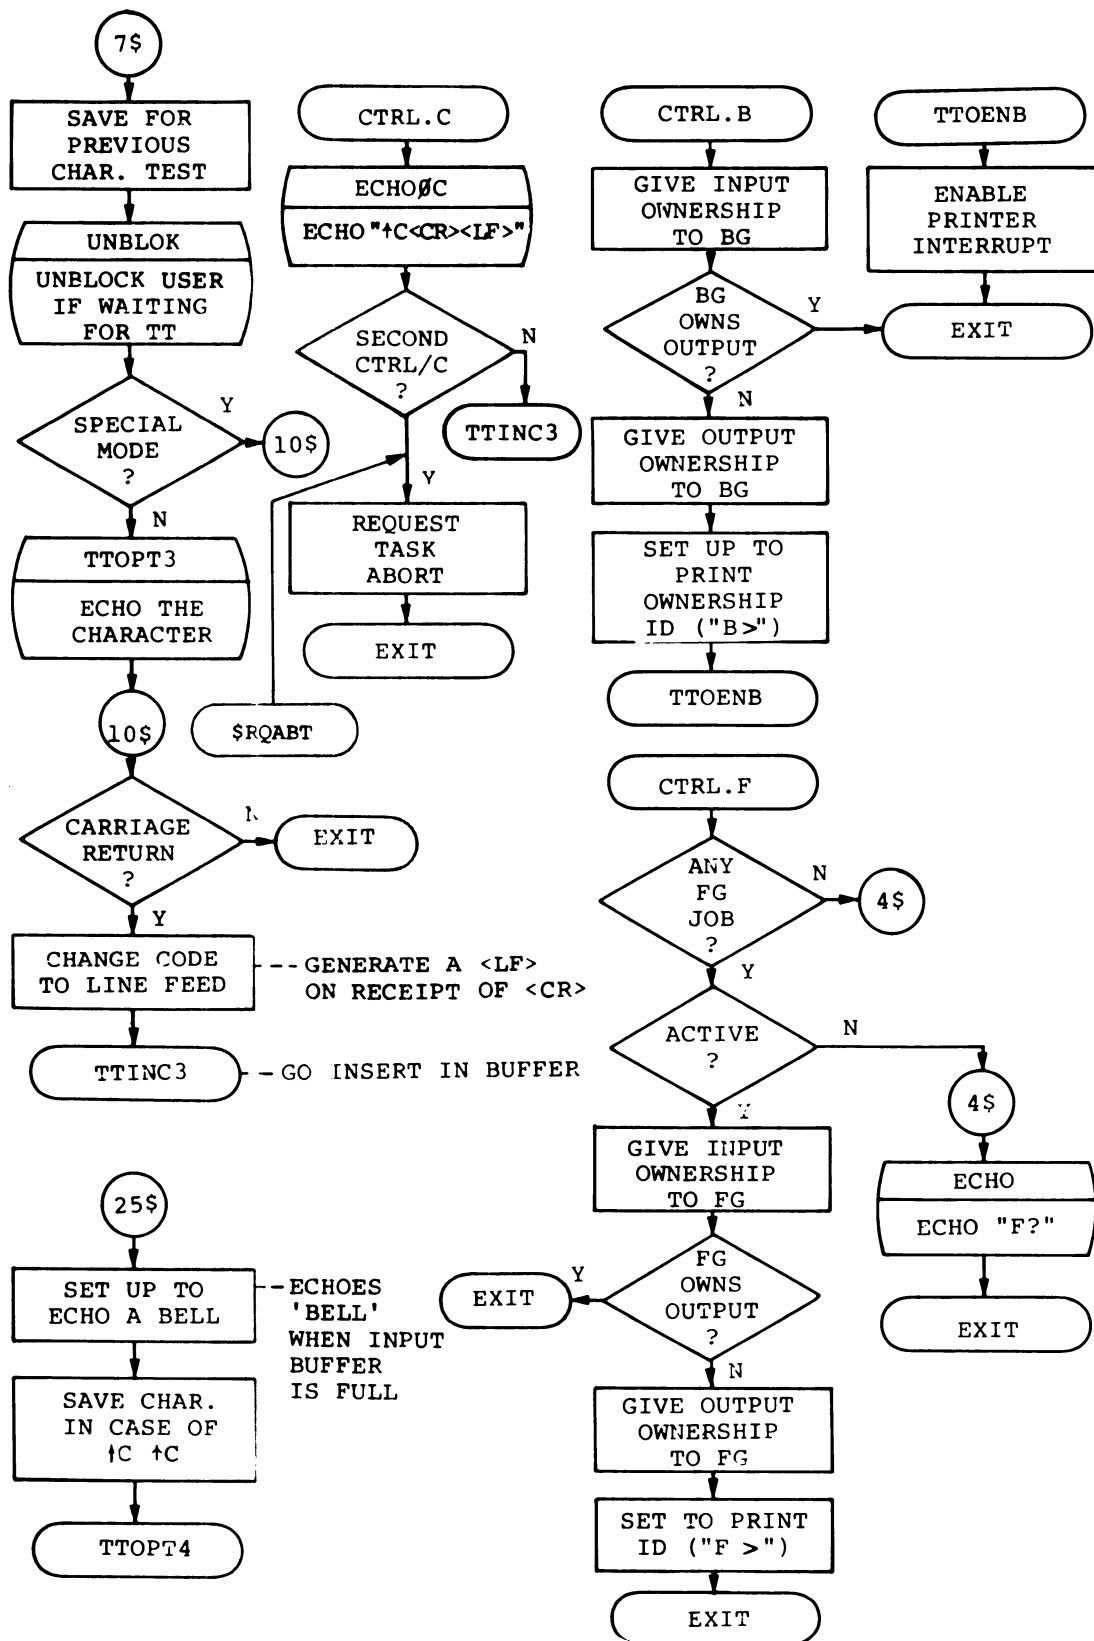 7$
SAVE FOR
PREVIOUS
CHAR. TEST
UNBLOK
UNBLOCK USER
IF WAITING
FOR TT
SPECIAL
MODE
?
Y
10$
N
TTOPT3
ECHO THE
CHARACTER
10$
CARRIAGE
RETURN
?
N
EXIT
Y
CHANGE CODE
TO LINE FEED
GENERATE A <LF>
ON RECEIPT OF <CR>
TTINC3
GO INSERT IN BUFFER
25$
SET UP TO
ECHO A BELL
ECHOES
'BELL'
WHEN INPUT
BUFFER
IS FULL
SAVE CHAR.
IN CASE OF
↑C ↑C
TTOPT4
CTRL.C
ECHOØC
ECHO"↑C<CR><LF>"
SECOND
CTRL/C
?
N
TTINC3
Y
REQUEST
TASK
ABORT
EXIT
$RQABT
CTRL.B
GIVE INPUT
OWNERSHIP
TO BG
BG
OWNS
OUTPUT
?
Y
N
GIVE OUTPUT
OWNERSHIP
TO BG
SET UP TO
PRINT
OWNERSHIP
ID ("B>")
TTOENB
TTOENB
ENABLE
PRINTER
INTERRUPT
EXIT
CTRL.F
ANY
FG
JOB
?
N
4$
Y
ACTIVE
?
N
4$
ECHO
ECHO "F?"
EXIT
Y
GIVE INPUT
OWNERSHIP
TO FG
FG
OWNS
OUTPUT
?
Y
EXIT
N
GIVE OUTPUT
OWNERSHIP
TO FG
SET TO PRINT
ID ("F >")
EXIT